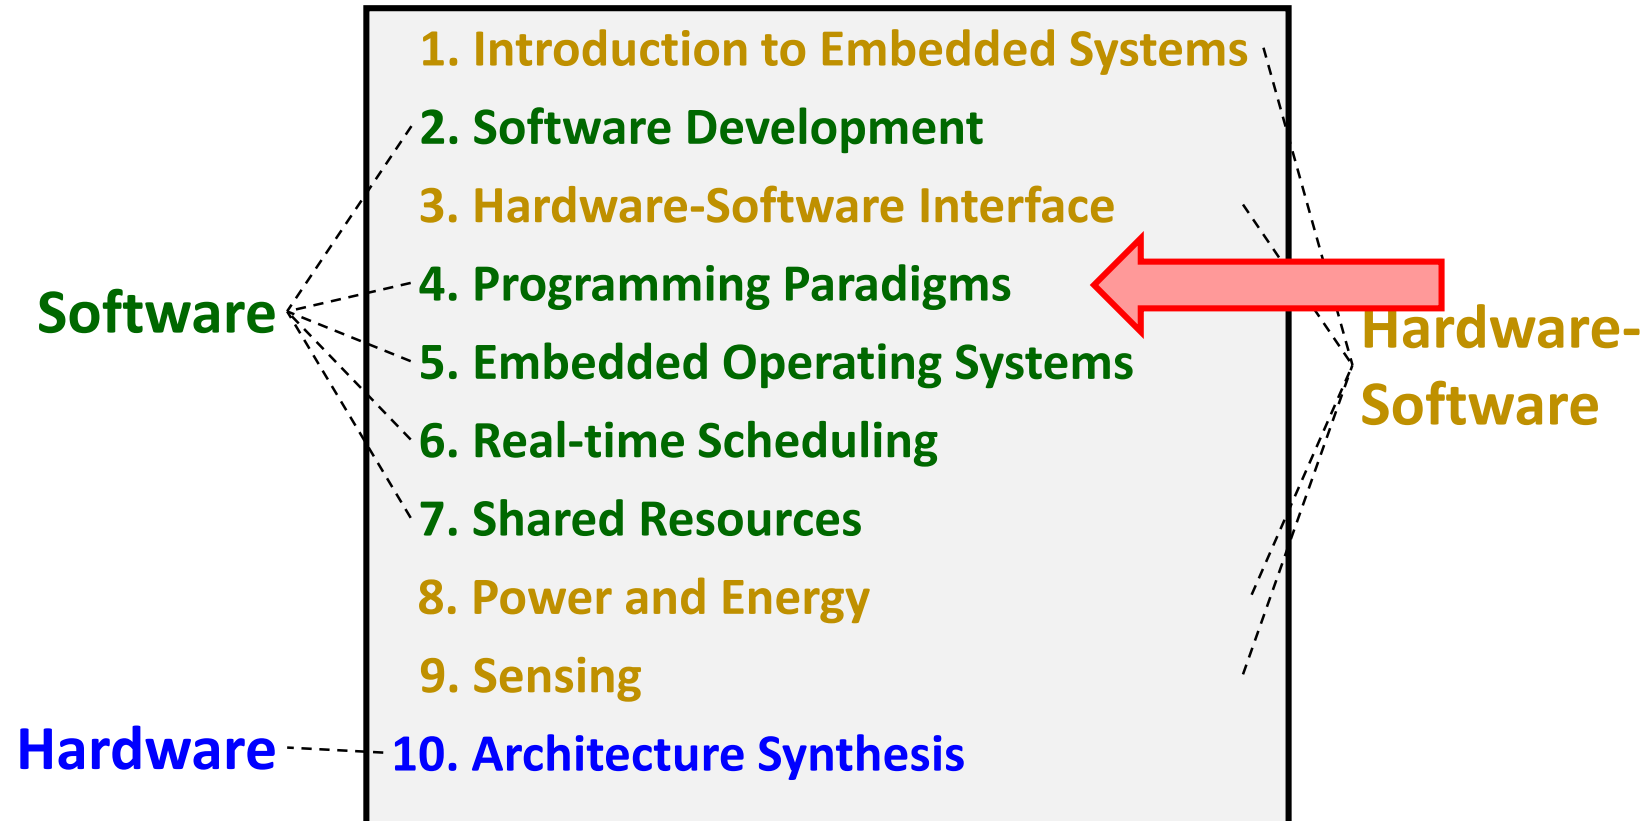 1. Introduction to Embedded Systems
2. Software Development
3. Hardware-Software Interface
4. Programming Paradigms
5. Embedded Operating Systems
6. Real-time Scheduling
7. Shared Resources
8. Power and Energy
9. Sensing
10. Architecture Synthesis
Software
Hardware
Hardware-
Software